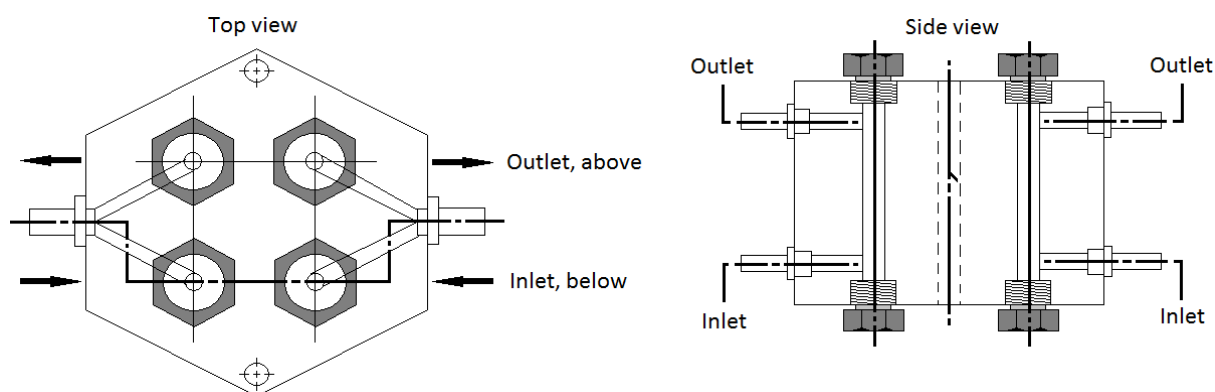 Top view
Outlet, above
Inlet, below
Side view
Outlet
Outlet
Inlet
Inlet